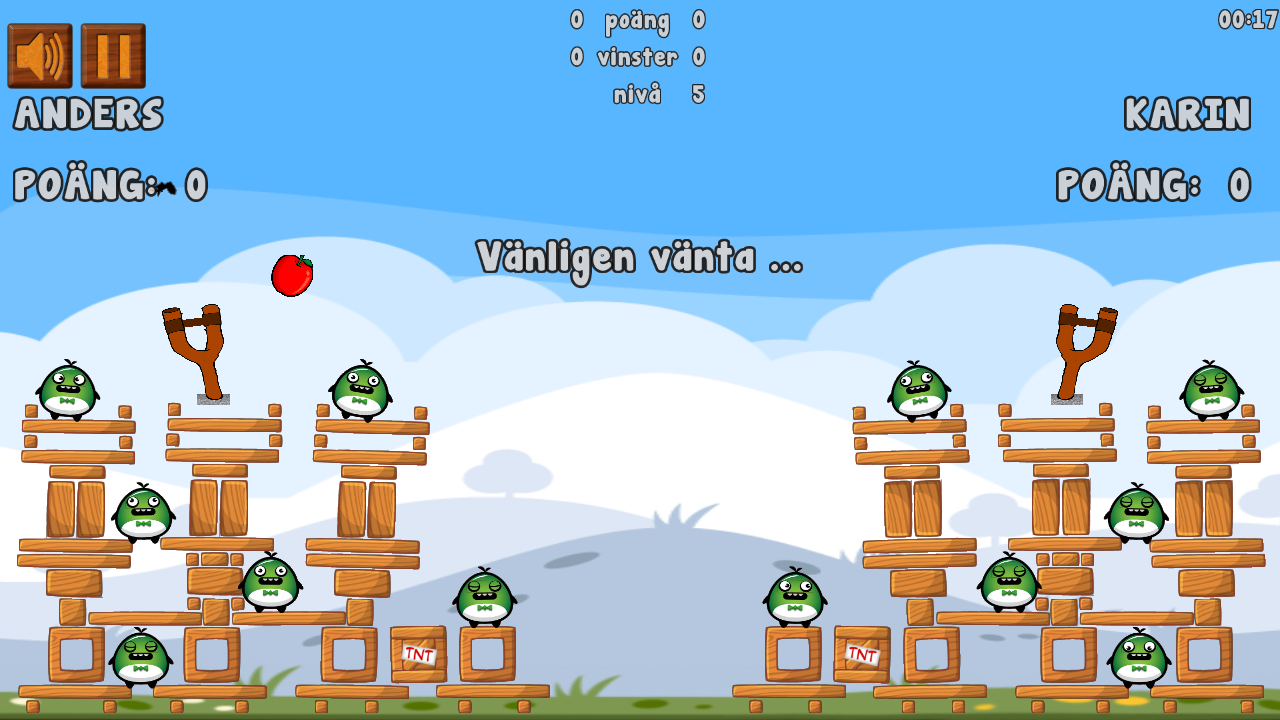 0 poäng 0
00:17
0 vinster 0
nivå 5
ANDERS
KARIN
POÄNG: 0
POÄNG: 0
Vänligen vänta ...
TNT
TNT